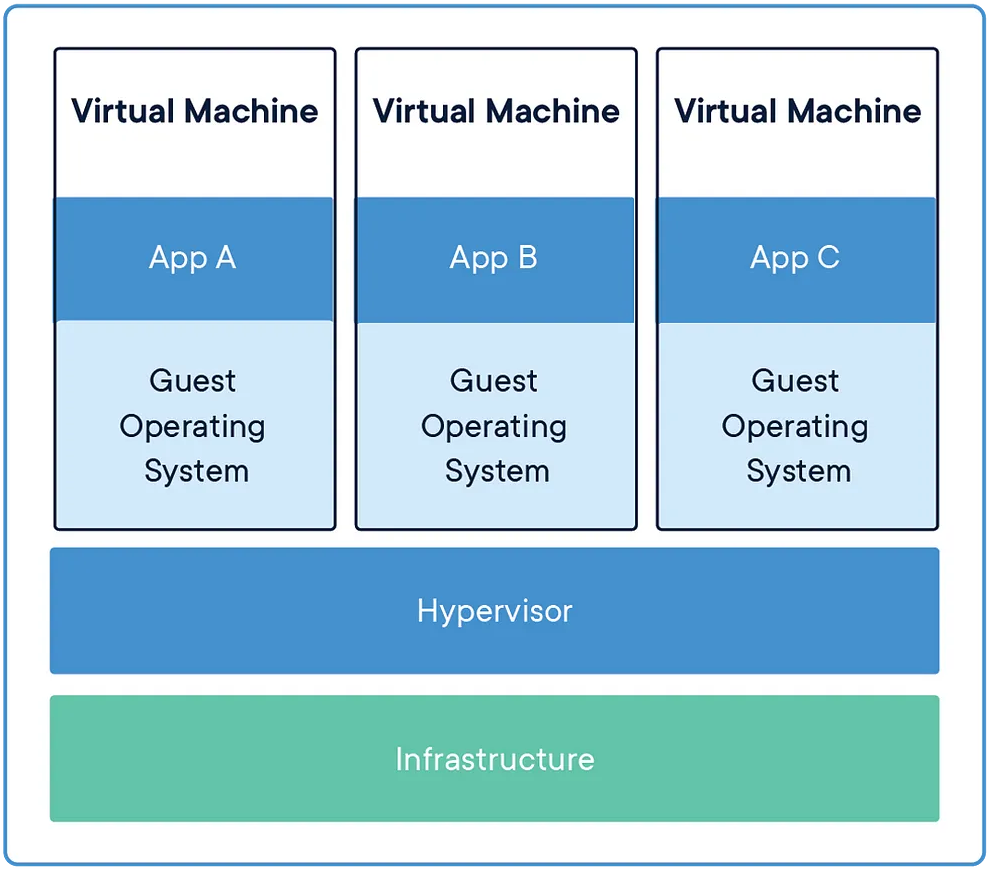 Virtual Machine
Virtual Machine
Virtual Machine
App A
App B
App C
Guest
Operating
System
Guest
Operating
System
Guest
Operating
System
Hypervisor
Infrastructure